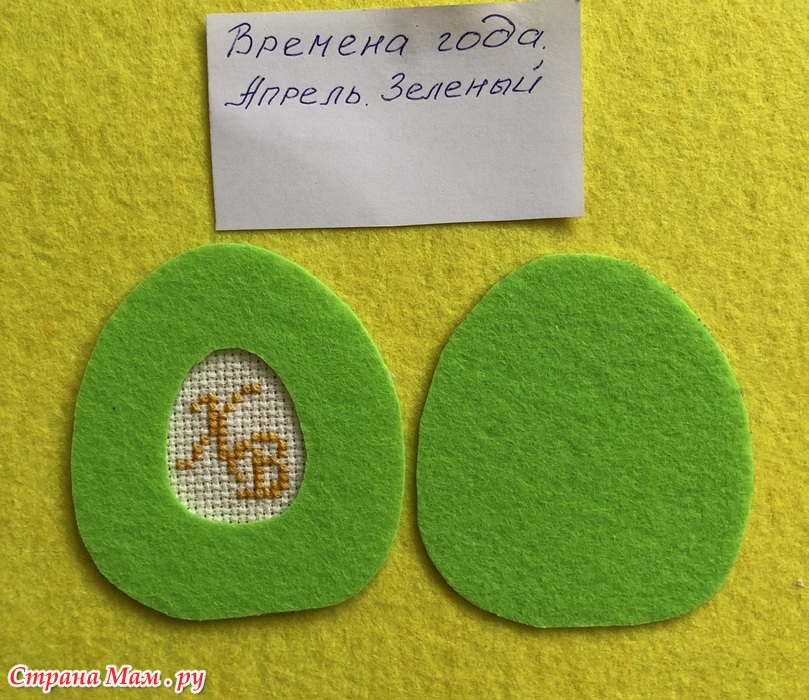 Времена года.
Апрель. Зеленый
ХВ
Страна Мам.ру